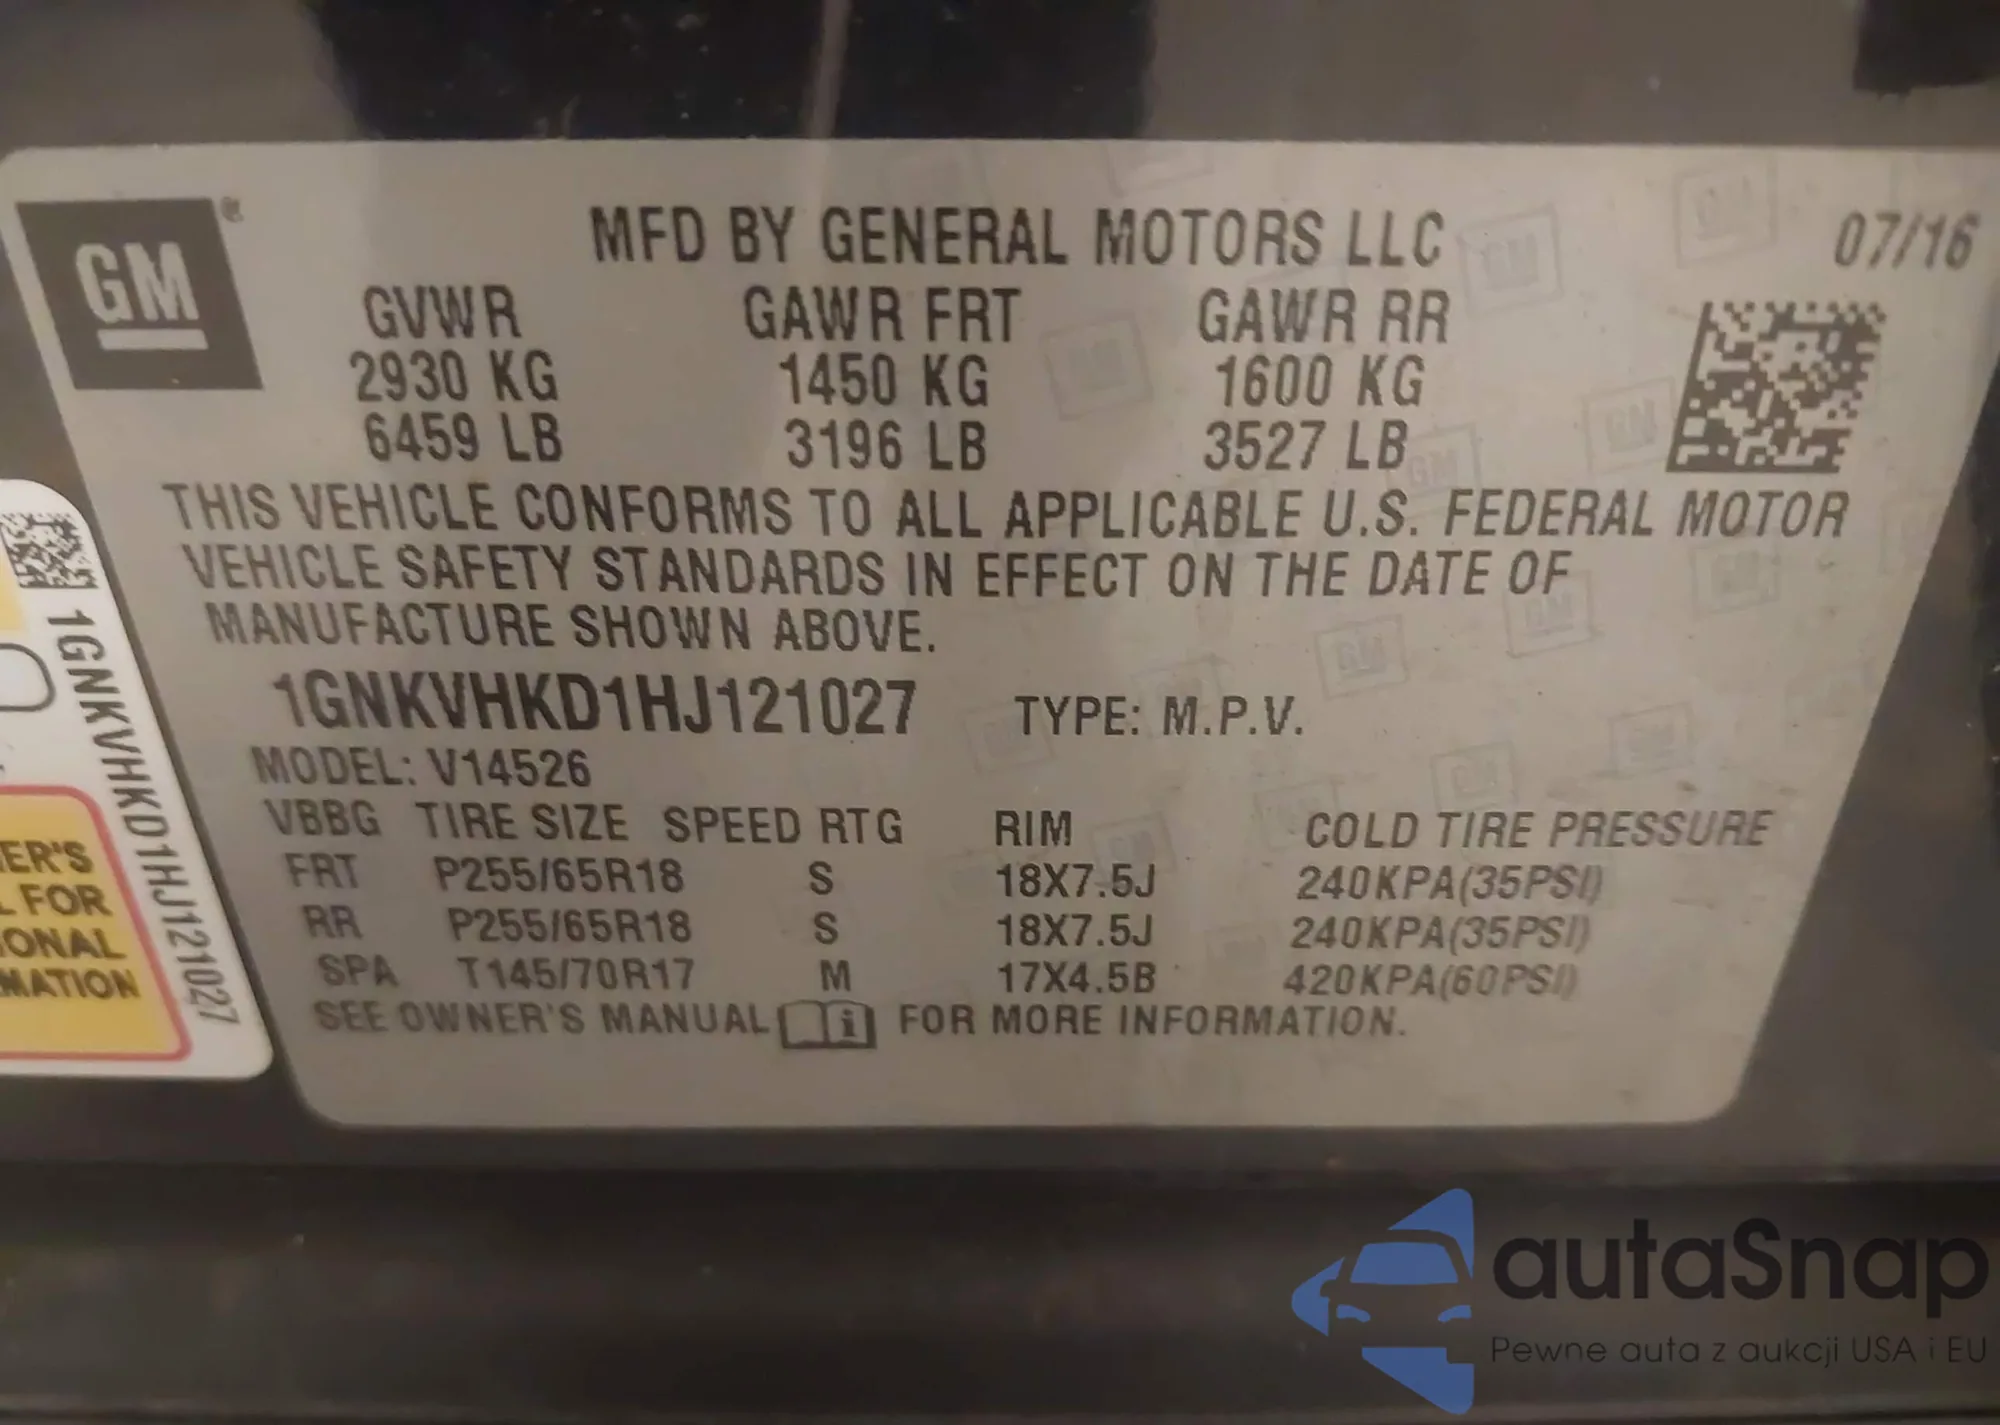 GM®
MFD BY GENERAL MOTORS LLC 07/16
GVWR GAWR FRT GAWR RR
2930 KG 1450 KG 1600 KG
6459 LB 3196 LB 3527 LB
THIS VEHICLE CONFORMS TO ALL APPLICABLE U.S. FEDERAL MOTOR
VEHICLE SAFETY STANDARDS IN EFFECT ON THE DATE OF
MANUFACTURE SHOWN ABOVE.
1GNKVHKD1HJ121027 TYPE: M.P.V.
MODEL: V14526
VBBG TIRE SIZE SPEED RTG RIM COLD TIRE PRESSURE
FRT P255/65R18 S 18X7.5J 240KPA(35PSI)
RR P255/65R18 S 18X7.5J 240KPA(35PSI)
SPA T145/70R17 M 17X4.5B 420KPA(60PSI)
SEE OWNER'S MANUAL i FOR MORE INFORMATION.
1GNKVHKD1HJ121027
ER'S
L FOR
IONAL
MATION
autaSnap
Pewne auta z aukcji USA i EU